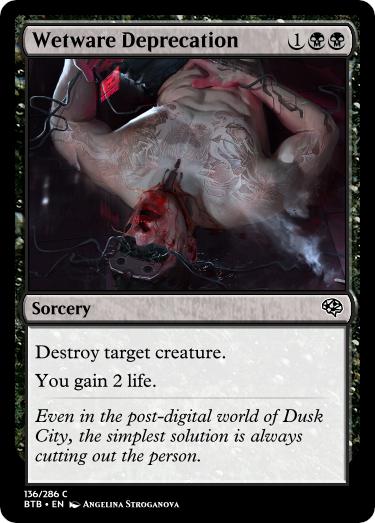 Wetware Deprecation 1
Sorcery
Destroy target creature.
You gain 2 life.
Even in the post-digital world of Dusk
City, the simplest solution is always
cutting out the person.
136/286 C
BTB • EN Angelina Stroganova